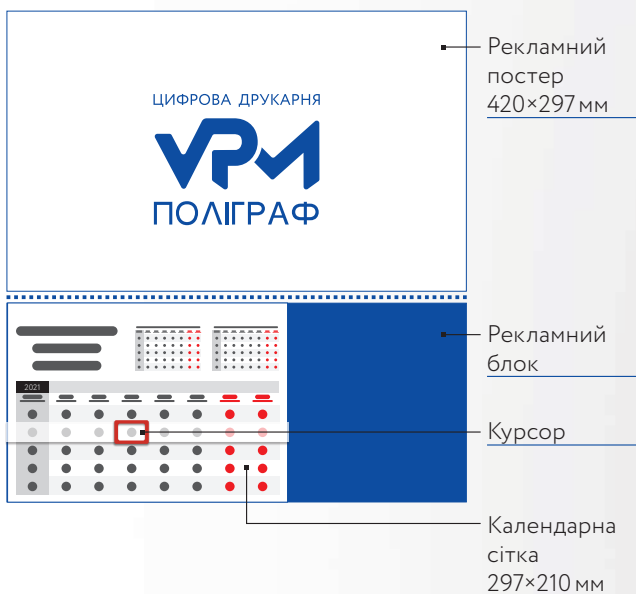 Рекламний
постер
420×297 мм
ЦИФРОВА ДРУКАРНЯ
VPM
ПОЛІГРАФ
Рекламний
блок
2021
Курсор
Календарна
сітка
297×210 мм